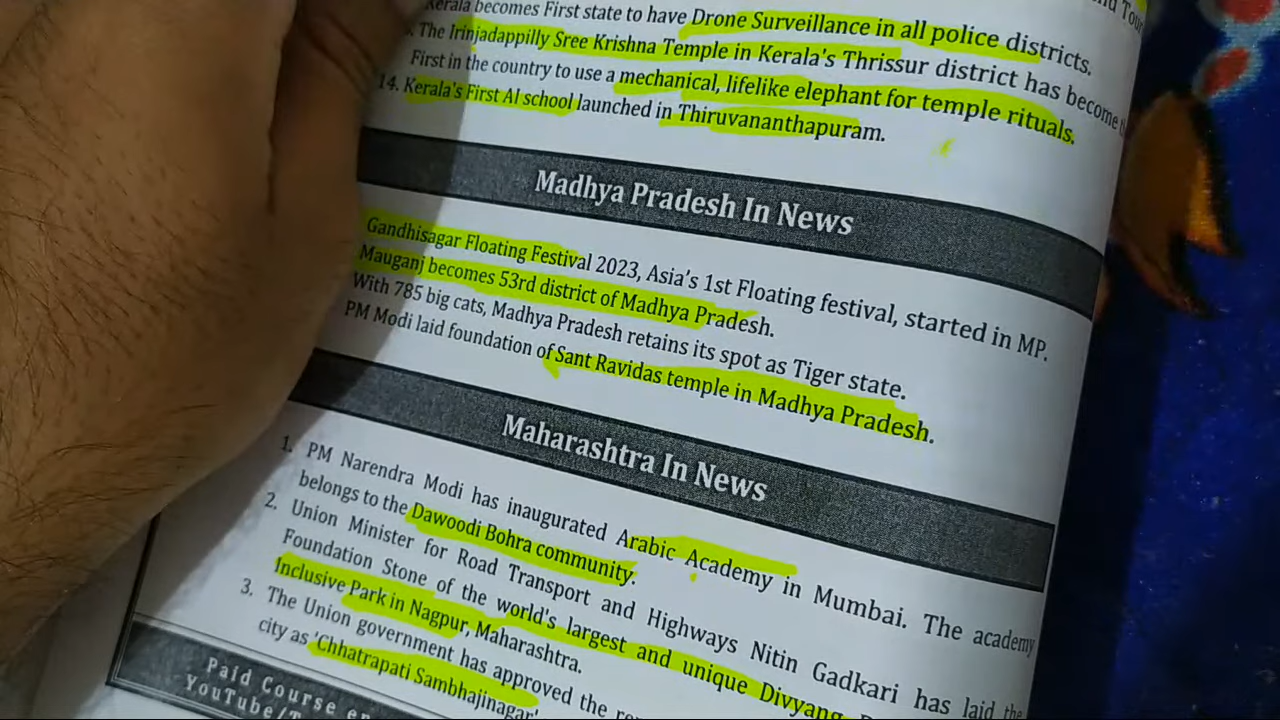 Kerala becomes First state to have Drone Surveillance in all police districts.
The Irinjadappilly Sree Krishna Temple in Kerala's Thrissur district has become
First in the country to use a mechanical, lifelike elephant for temple rituals.
14. Kerala's First AI school launched in Thiruvananthapuram.
Madhya Pradesh In News
Gandhisagar Floating Festival 2023, Asia's 1st Floating festival, started in MP.
Mauganj becomes 53rd district of Madhya Pradesh.
With 785 big cats, Madhya Pradesh retains its spot as Tiger state.
PM Modi laid foundation of Sant Ravidas temple in Madhya Pradesh.
Maharashtra In News
1. PM Narendra Modi has inaugurated Arabic Academy in Mumbai. The academy
belongs to the Dawoodi Bohra community.
2. Union Minister for Road Transport and Highways Nitin Gadkari has laid the
Foundation Stone of the world's largest and unique Divyang
Inclusive Park in Nagpur, Maharashtra.
3. The Union government has approved the
city as 'Chhatrapati Sambhajinagar'
Paid Course
YouTube/T